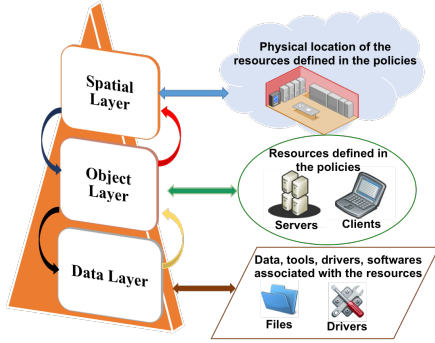 Spatial
Layer
Physical location of the
resources defined in the policies
Object
Layer
Resources defined in
the policies
Servers
Clients
Data Layer
Data, tools, drivers, softwares
associated with the resources
Files
Drivers